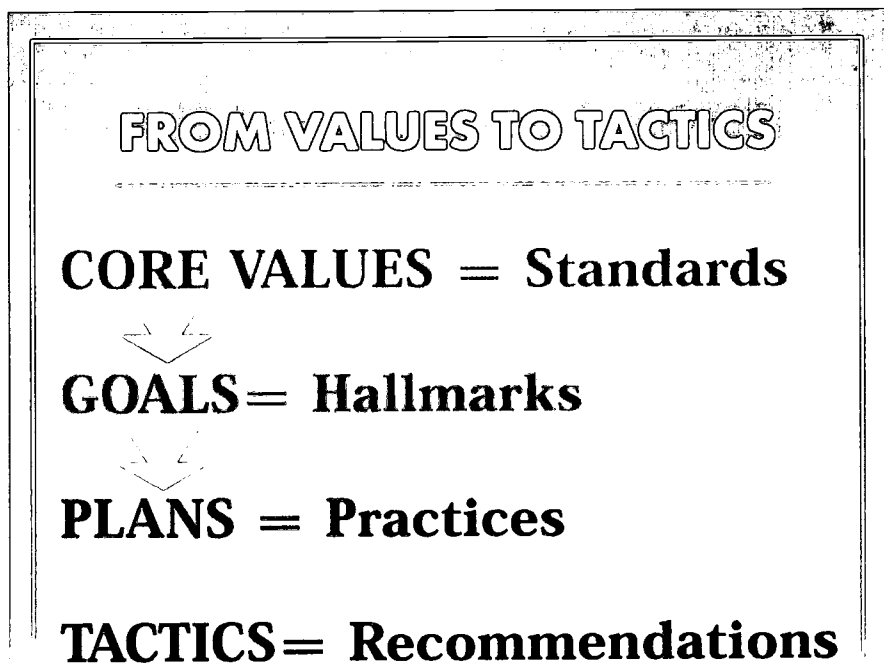 FROM VALUES TO TACTICS
CORE VALUES = Standards
GOALS= Hallmarks
PLANS = Practices
TACTICS= Recommendations